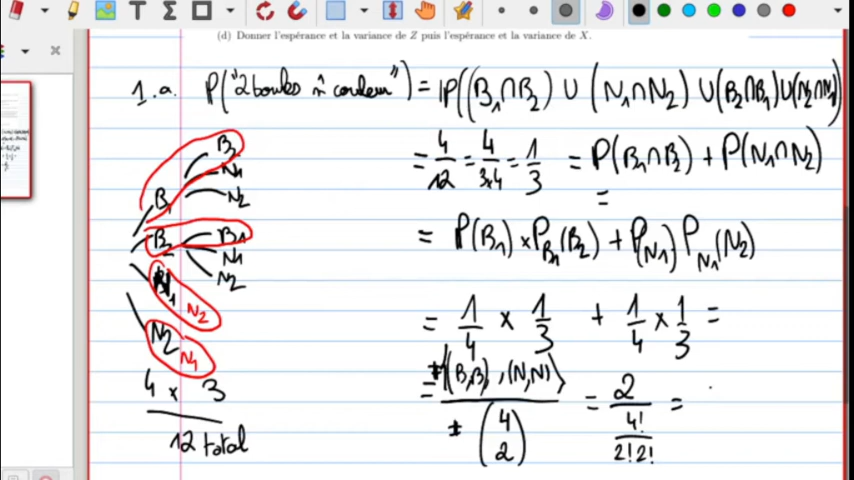 (d) Donner l'espérance et la variance de Z puis l'espérance et la variance de X.
1.a. P("2 boules m̂ couleur") = IP((B₁∩B₂) ∪ (N₁∩N₂) ∪ (B₂∩B₁) ∪ (N₂∩N₁))
= 4/12 = 4/(3×4) = 1/3 = P(B₁∩B₂) + P(N₁∩N₂)
=
= P(B₁) × P_B₁(B₂) + P(N₁) P_N₁(N₂)
= 1/4 × 1/3 + 1/4 × 1/3 =
= #{(B,B), (N,N)} / # (4 2) = 2 / (4! / 2!2!) =
B₁
B₂
N₁
N₂
B₂
B1
N₁
N₂
N₁
N₂
N₂
N₁
4 × 3
12 total